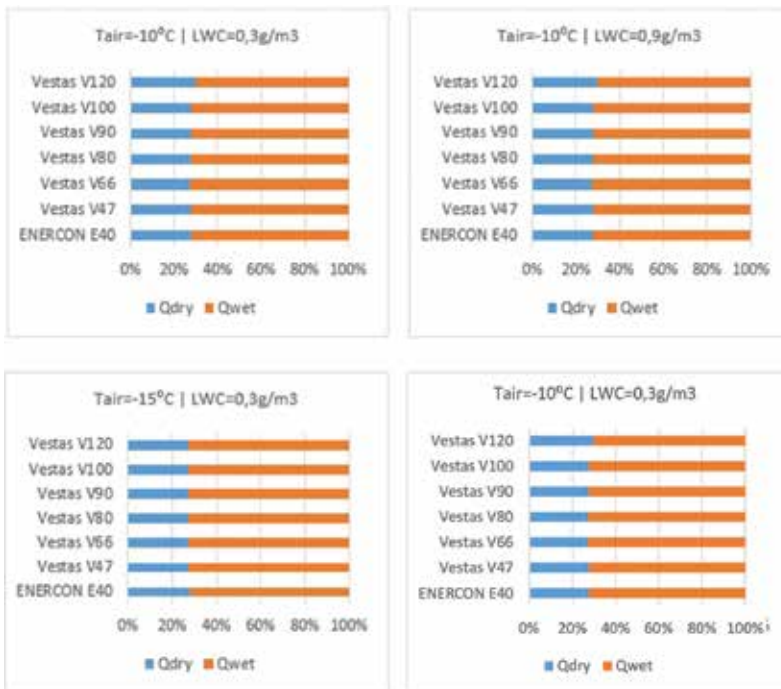 Tair=-10⁰C | LWC=0,3g/m3
Vestas V120
Vestas V100
Vestas V90
Vestas V80
Vestas V66
Vestas V47
ENERCON E40
0% 20% 40% 60% 80% 100%
Qdry Qwet
Tair=-10⁰C | LWC=0,9g/m3
Vestas V120
Vestas V100
Vestas V90
Vestas V80
Vestas V66
Vestas V47
ENERCON E40
0% 20% 40% 60% 80% 100%
Qdry Qwet
Tair=-15⁰C | LWC=0,3g/m3
Vestas V120
Vestas V100
Vestas V90
Vestas V80
Vestas V66
Vestas V47
ENERCON E40
0% 20% 40% 60% 80% 100%
Qdry Qwet
Tair=-10⁰C | LWC=0,3g/m3
Vestas V120
Vestas V100
Vestas V90
Vestas V80
Vestas V66
Vestas V47
ENERCON E40
0% 20% 40% 60% 80% 100%
Qdry Qwet